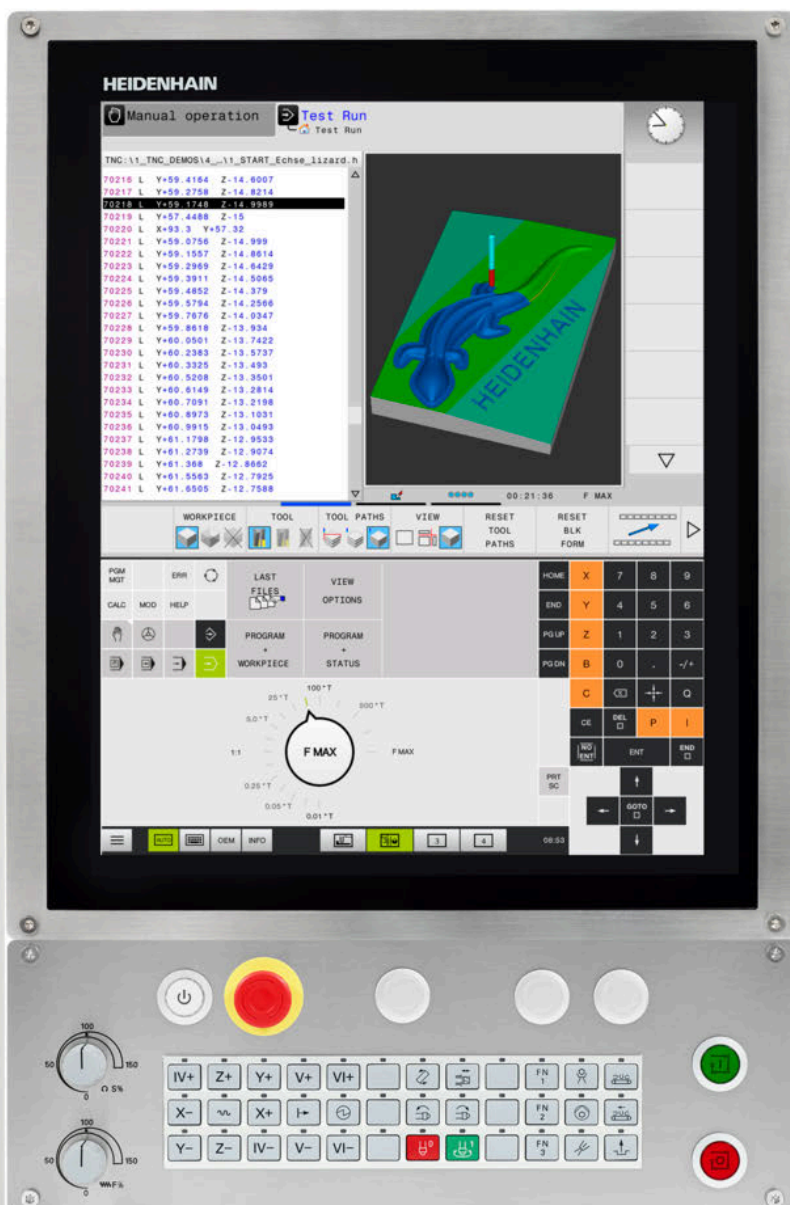 HEIDENHAIN
Manual operation
Test Run
Test Run
TNC:\1_TNC_DEMOS\4_…\1_START_Echse_lizard.h
70216 L Y+59.4164 Z-14.6007
70217 L Y+59.2758 Z-14.8214
70218 L Y+59.1748 Z-14.9989
70219 L Y+57.4488 Z-15
70220 L X+93.3 Y+57.32
70221 L Y+59.0756 Z-14.999
70222 L Y+59.1557 Z-14.8614
70223 L Y+59.2969 Z-14.6429
70224 L Y+59.3911 Z-14.5065
70225 L Y+59.4852 Z-14.379
70226 L Y+59.5794 Z-14.2566
70227 L Y+59.7676 Z-14.0347
70228 L Y+59.8618 Z-13.934
70229 L Y+60.0501 Z-13.7422
70230 L Y+60.2383 Z-13.5737
70231 L Y+60.3325 Z-13.493
70232 L Y+60.5208 Z-13.3501
70233 L Y+60.6149 Z-13.2814
70234 L Y+60.7091 Z-13.2198
70235 L Y+60.8973 Z-13.1031
70236 L Y+60.9915 Z-13.0493
70237 L Y+61.1798 Z-12.9533
70238 L Y+61.2739 Z-12.9074
70239 L Y+61.368 Z-12.8662
70240 L Y+61.5563 Z-12.7925
70241 L Y+61.6505 Z-12.7588
HEIDENHAIN
00:21:36 F MAX
WORKPIECE
TOOL
TOOL PATHS
VIEW
RESET
TOOL
PATHS
RESET
BLK
FORM
PGM
MGT
ERR
CALC MOD HELP
LAST
FILES
VIEW
OPTIONS
PROGRAM
+
WORKPIECE
PROGRAM
+
STATUS
HOME X 7 8 9
END Y 4 5 6
PG UP Z 1 2 3
PG DN B 0 . -/+
C Q
CE DEL P I
NO
ENT
ENT
END
PRT
SC
GOTO
100*T
25*T
500*T
5.0*T
1:1
F MAX
F MAX
0.25*T
0.05*T
0.01*T
AUTO OEM INFO 3 4 08:53
100
50 150
0 S%
100
50 150
0 F%
IV+ Z+ Y+ V+ VI+ FN
1
X- X+ FN
2
Y- Z- IV- V- VI- 0 1 FN
3